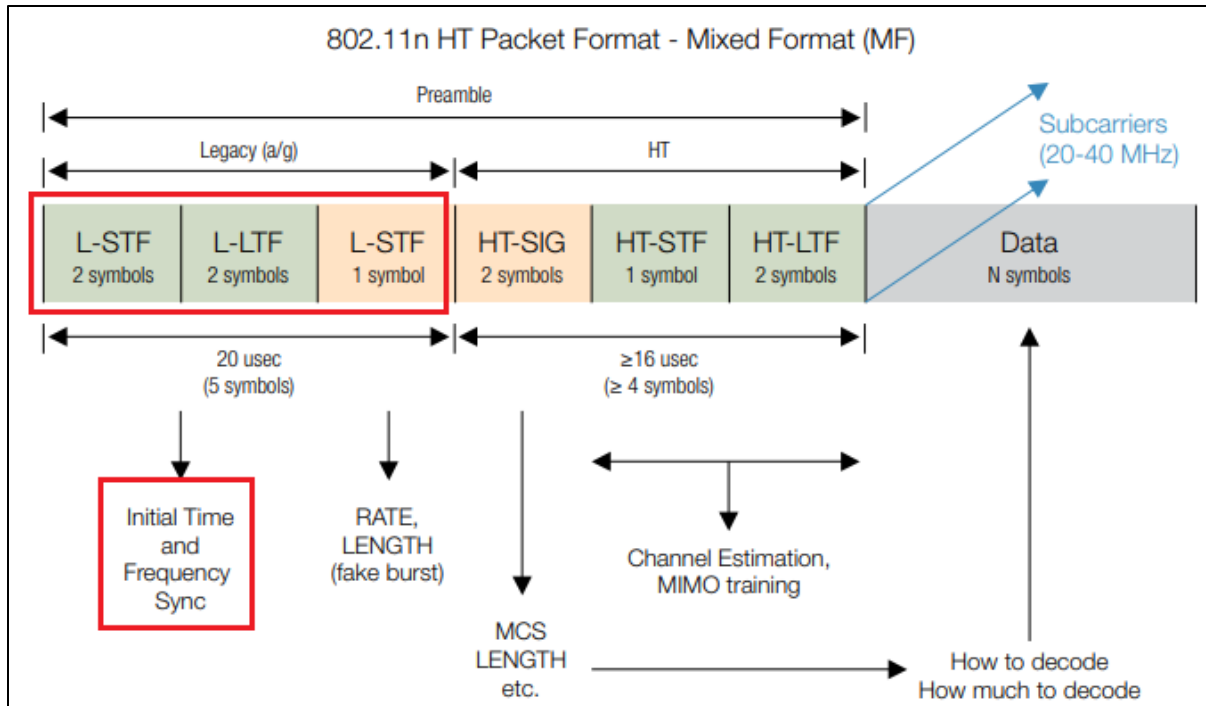 802.11n HT Packet Format - Mixed Format (MF)
Preamble
Subcarriers
(20-40 MHz)
Legacy (a/g)
HT
L-STF
2 symbols
L-LTF
2 symbols
L-STF
1 symbol
HT-SIG
2 symbols
HT-STF
1 symbol
HT-LTF
2 symbols
Data
N symbols
20 usec
(5 symbols)
≥16 usec
(≥ 4 symbols)
Initial Time
and
Frequency
Sync
RATE,
LENGTH
(fake burst)
Channel Estimation,
MIMO training
MCS
LENGTH
etc.
How to decode
How much to decode